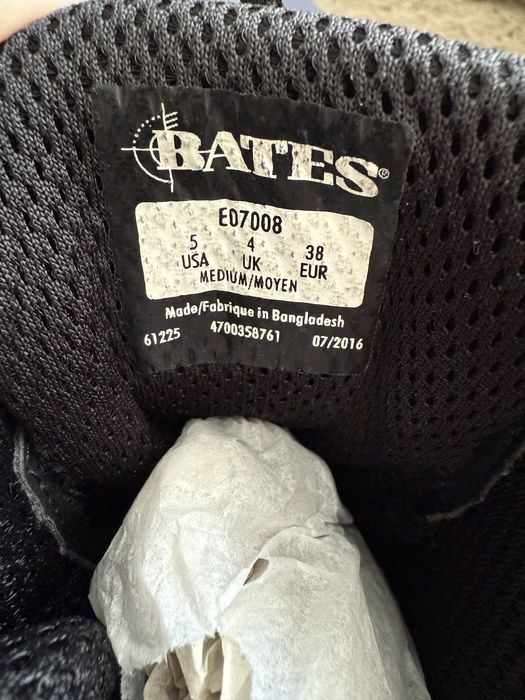 BATES®
E07008
5 4 38
USA UK EUR
MEDIUM/MOYEN
Made/Fabrique in Bangladesh
61225 4700358761 07/2016